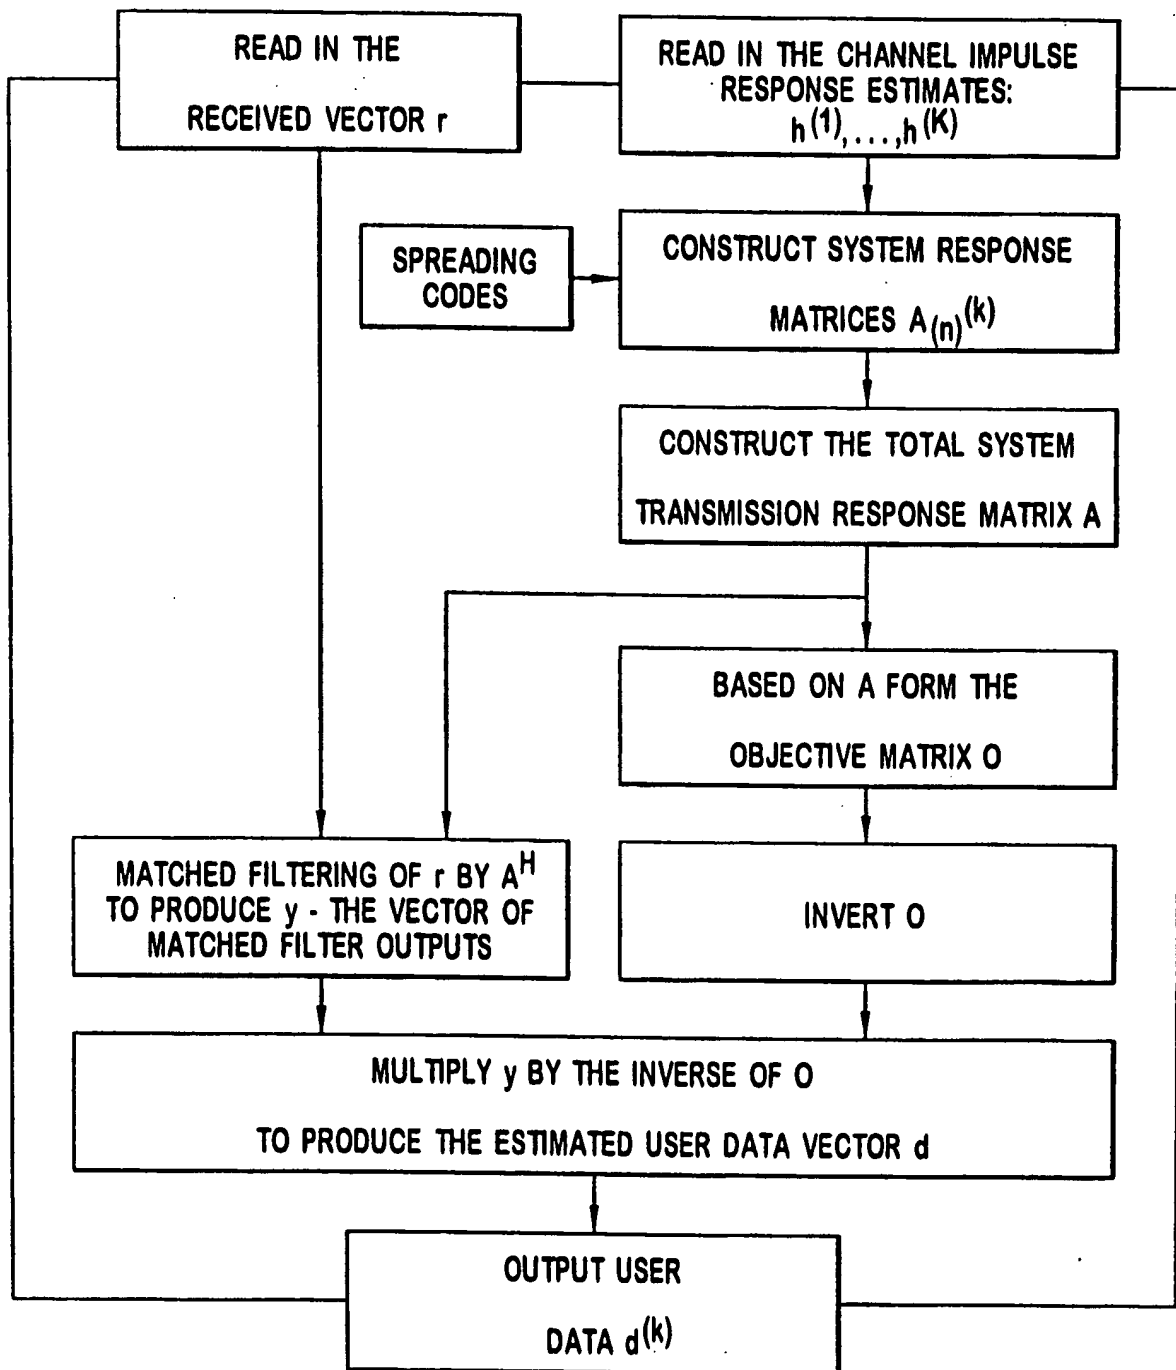 READ IN THE
RECEIVED VECTOR r
READ IN THE CHANNEL IMPULSE
RESPONSE ESTIMATES:
h^(1),...,h^(K)
SPREADING
CODES
CONSTRUCT SYSTEM RESPONSE
MATRICES A_(n)^(k)
CONSTRUCT THE TOTAL SYSTEM
TRANSMISSION RESPONSE MATRIX A
BASED ON A FORM THE
OBJECTIVE MATRIX O
MATCHED FILTERING OF r BY A^H
TO PRODUCE y - THE VECTOR OF
MATCHED FILTER OUTPUTS
INVERT O
MULTIPLY y BY THE INVERSE OF O
TO PRODUCE THE ESTIMATED USER DATA VECTOR d
OUTPUT USER
DATA d^(k)